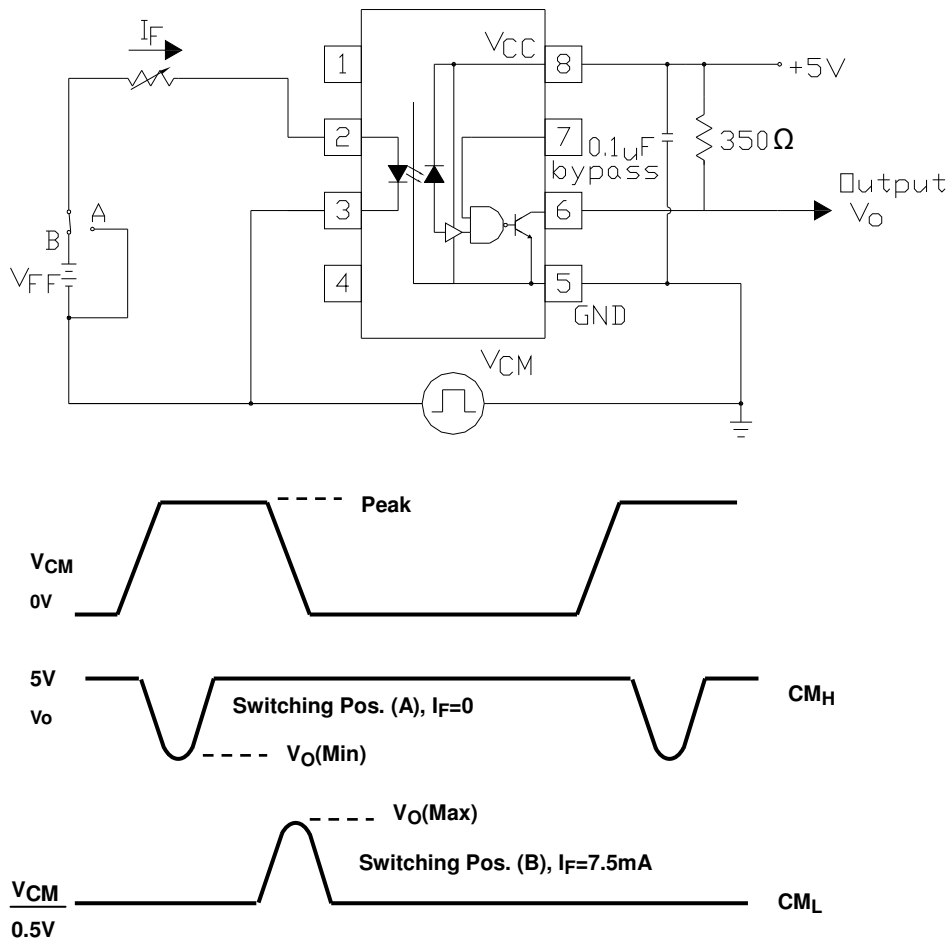 IF
1
2
3
4
VCC
8
7
6
5
GND
+5V
0.1uF
bypass
350Ω
Output
VO
A
B
VFF
VCM
Peak
VCM
0V
5V
Vo
Switching Pos. (A), IF=0
VO(Min)
CMH
VO(Max)
Switching Pos. (B), IF=7.5mA
VCM
0.5V
CML